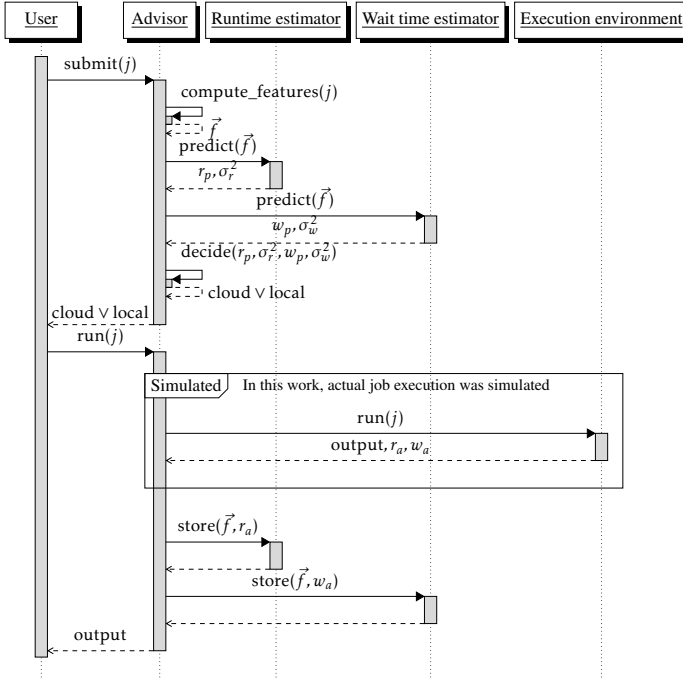 User Advisor Runtime estimator Wait time estimator Execution environment
submit(j)
compute_features(j)
f⃗
predict(f⃗)
r_p, σ_r^2
predict(f⃗)
w_p, σ_w^2
decide(r_p, σ_r^2, w_p, σ_w^2)
cloud ∨ local
cloud ∨ local
run(j)
Simulated In this work, actual job execution was simulated
run(j)
output, r_a, w_a
store(f⃗, r_a)
store(f⃗, w_a)
output